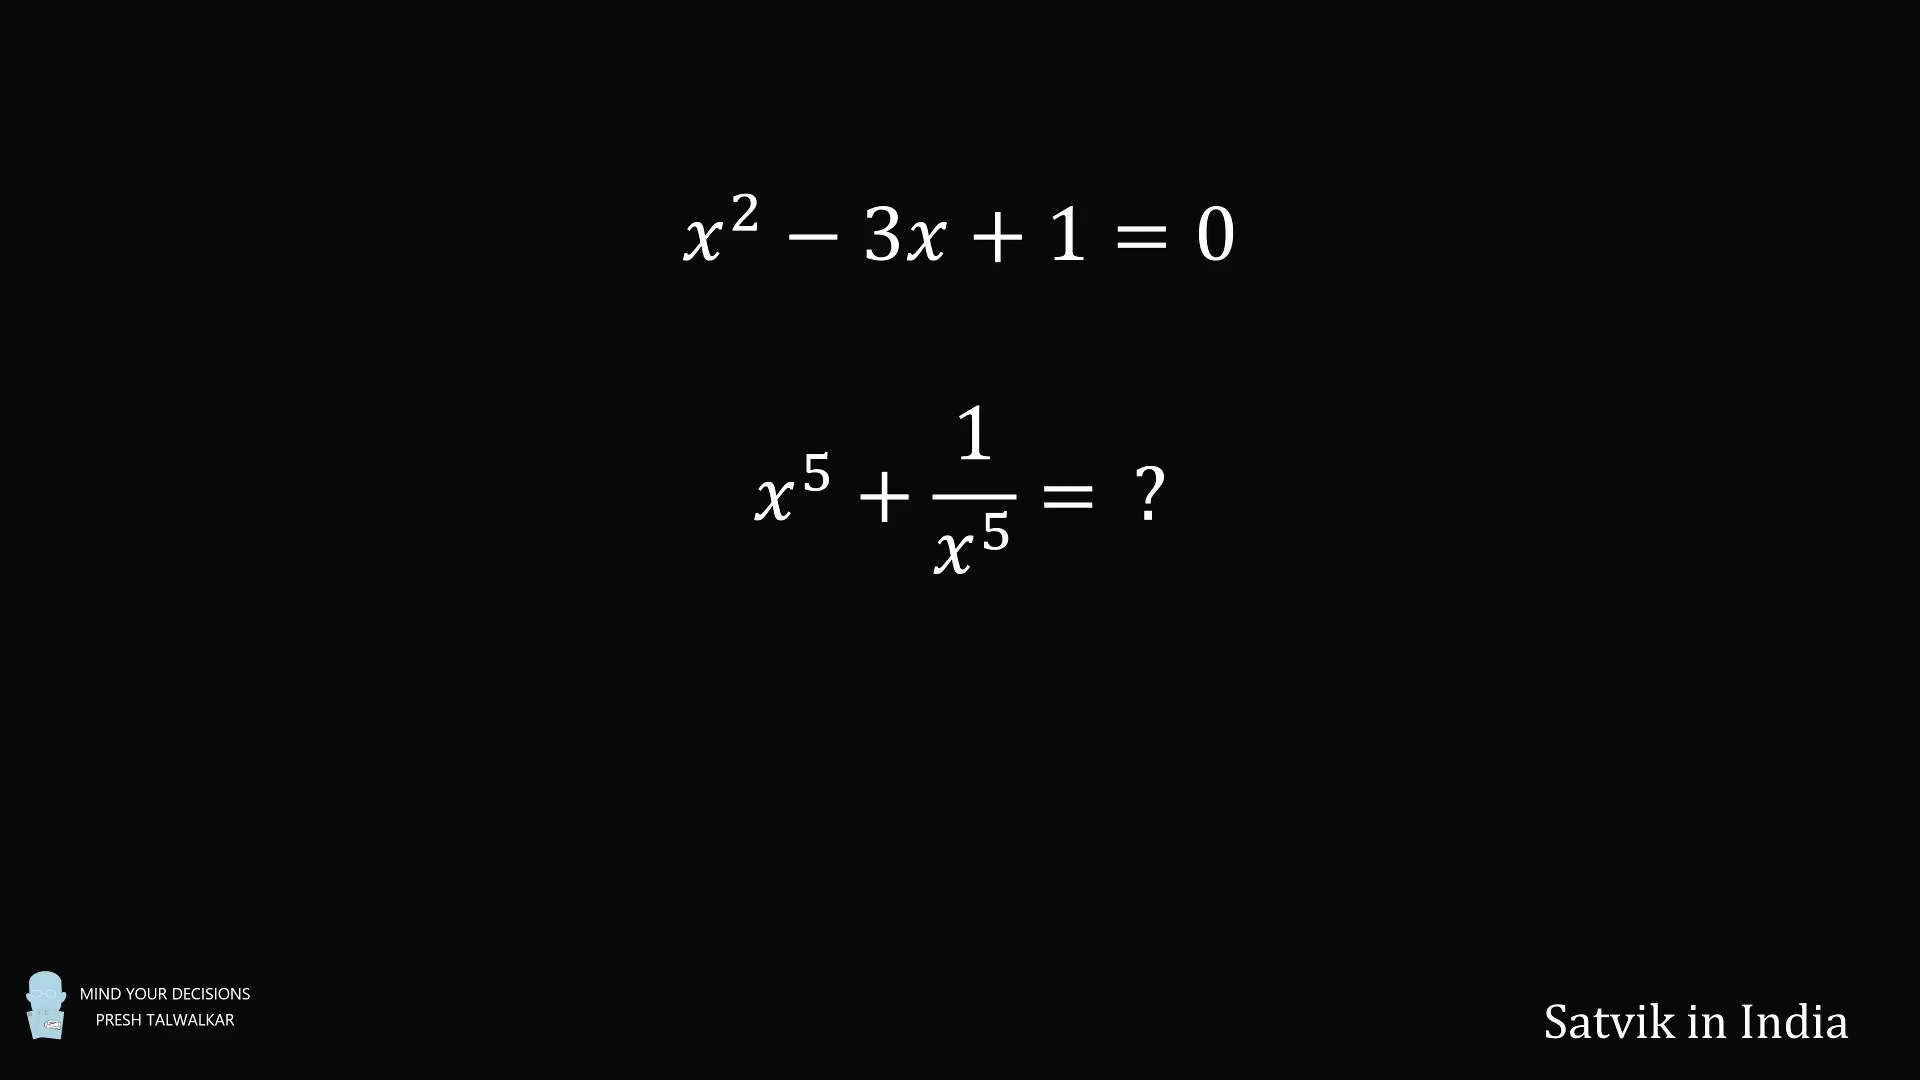 x² − 3x + 1 = 0
x⁵ + 1/x⁵ = ?
MIND YOUR DECISIONS
PRESH TALWALKAR
Satvik in India